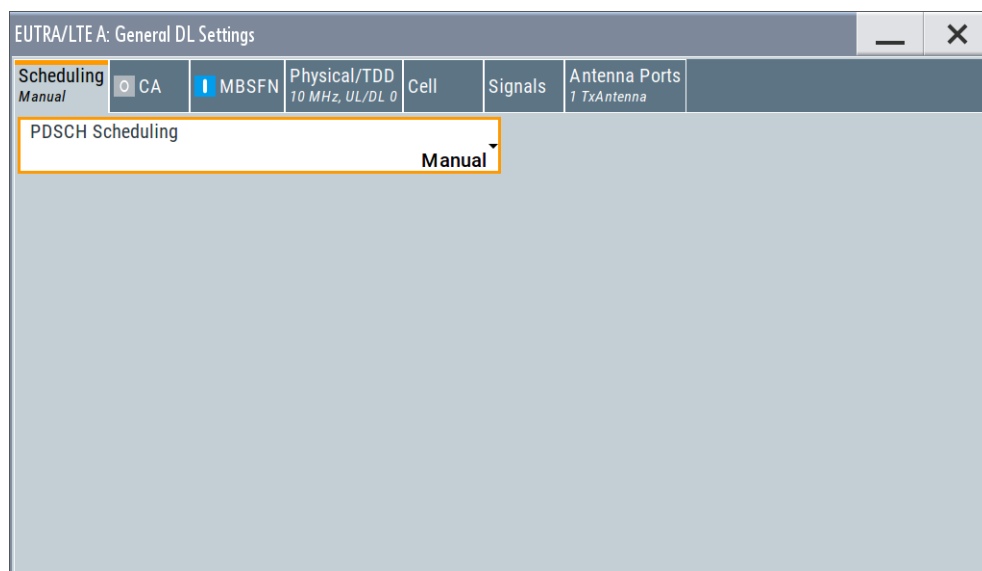 EUTRA/LTE A: General DL Settings
Scheduling
Manual
O CA
I MBSFN
Physical/TDD
10 MHz, UL/DL 0
Cell
Signals
Antenna Ports
1 TxAntenna
PDSCH Scheduling
Manual